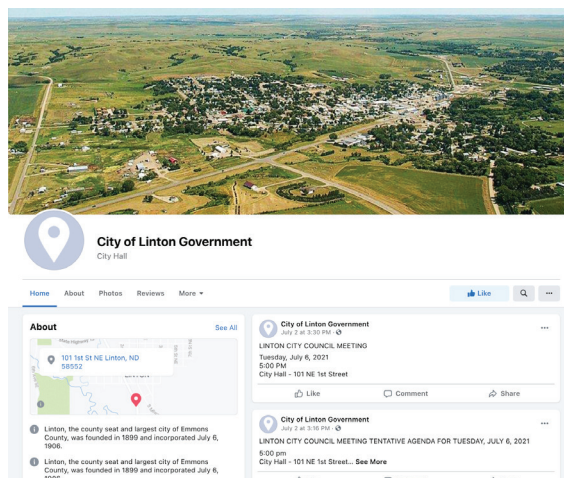 City of Linton Government
City Hall
Home About Photos Reviews More
Like
About
See All
101 1st St NE Linton, ND
58552
LINTON
Linton, the county seat and largest city of Emmons
County, was founded in 1899 and incorporated July 6,
1906.
Linton, the county seat and largest city of Emmons
County, was founded in 1899 and incorporated July 6,
1906.
City of Linton Government
July 2 at 3:30 PM ·
LINTON CITY COUNCIL MEETING
Tuesday, July 6, 2021
5:00 PM
City Hall - 101 NE 1st Street
Like Comment Share
City of Linton Government
July 2 at 3:16 PM ·
LINTON CITY COUNCIL MEETING TENTATIVE AGENDA FOR TUESDAY, JULY 6, 2021
5:00 pm
City Hall - 101 NE 1st Street... See More